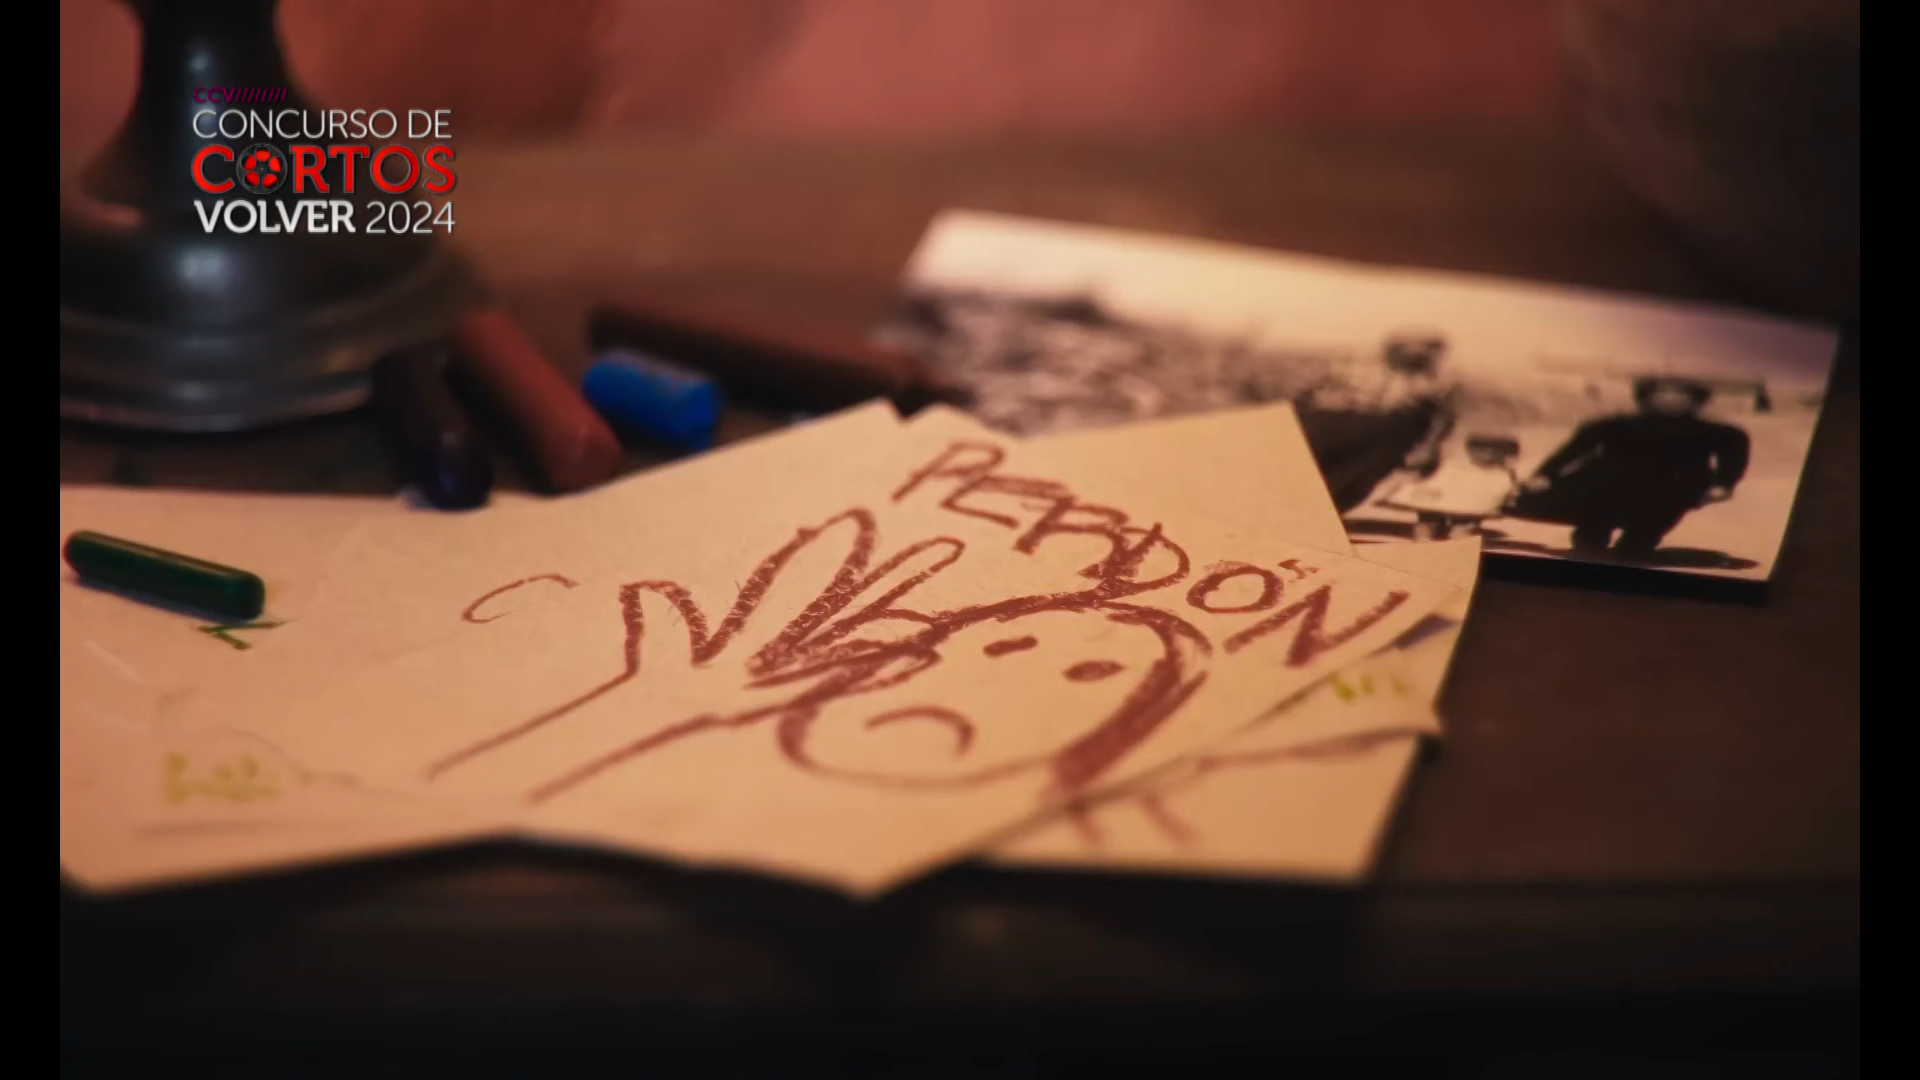 CCV////////
CONCURSO DE
CORTOS
VOLVER 2024
PERDÓN